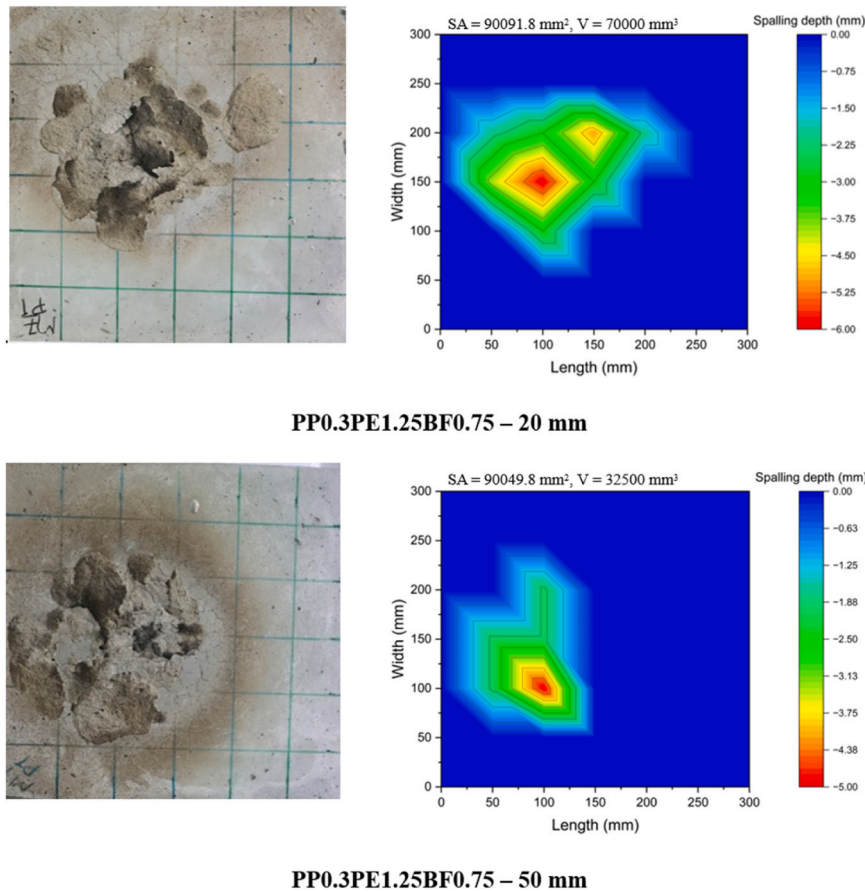 SA = 90091.8 mm², V = 70000 mm³
Spalling depth (mm)
300
250
200
150
100
50
0
Width (mm)
0 50 100 150 200 250 300
Length (mm)
0.00
−0.75
−1.50
−2.25
−3.00
−3.75
−4.50
−5.25
−6.00
PP0.3PE1.25BF0.75 – 20 mm
SA = 90049.8 mm², V = 32500 mm³
Spalling depth (mm)
300
250
200
150
100
50
0
Width (mm)
0 50 100 150 200 250 300
Length (mm)
0.00
−0.63
−1.25
−1.88
−2.50
−3.13
−3.75
−4.38
−5.00
PP0.3PE1.25BF0.75 – 50 mm